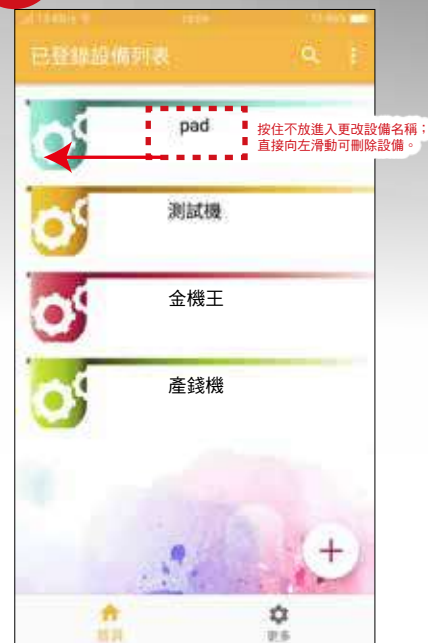 已登錄設備列表
pad
按住不放進入更改設備名稱；
直接向左滑動可刪除設備。
測試機
金機王
產錢機
更多